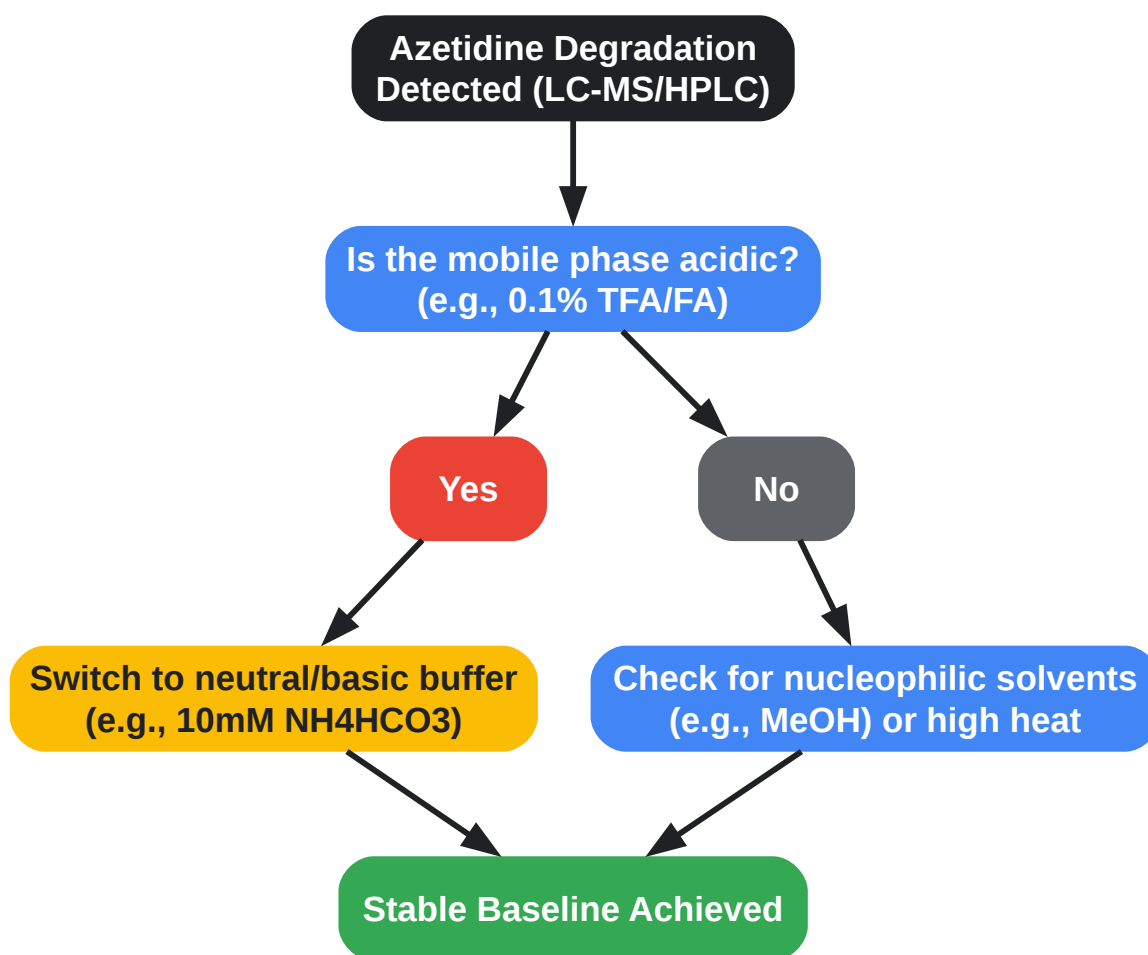 Azetidine Degradation
Detected (LC-MS/HPLC)
Is the mobile phase acidic?
(e.g., 0.1% TFA/FA)
Yes
No
Switch to neutral/basic buffer
(e.g., 10mM NH4HCO3)
Check for nucleophilic solvents
(e.g., MeOH) or high heat
Stable Baseline Achieved